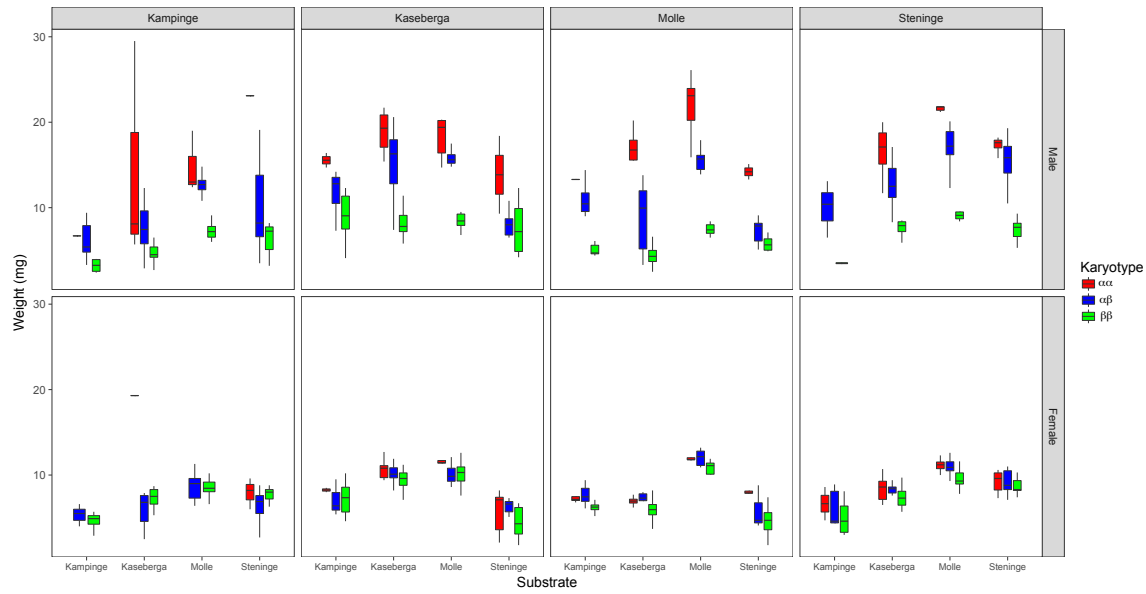 Kampinge Kaseberga Molle Steninge
30
20
10
Male
30
20
10
Female
Weight (mg)
Kampinge Kaseberga Molle Steninge Kampinge Kaseberga Molle Steninge Kampinge Kaseberga Molle Steninge Kampinge Kaseberga Molle Steninge
Substrate
Karyotype
αα
αβ
ββ